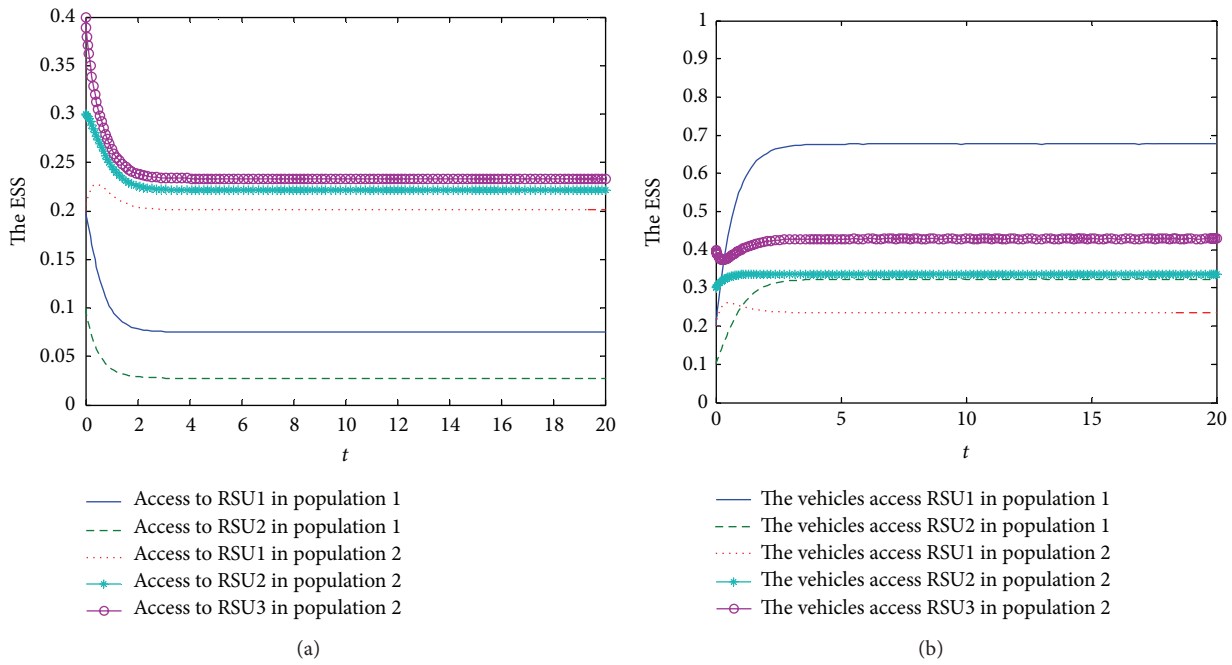 0.4
0.35
0.3
0.25
0.2
0.15
0.1
0.05
0
The ESS
0 2 4 6 8 10 12 14 16 18 20
t
Access to RSU1 in population 1
Access to RSU2 in population 1
Access to RSU1 in population 2
Access to RSU2 in population 2
Access to RSU3 in population 2
(a)
1
0.9
0.8
0.7
0.6
0.5
0.4
0.3
0.2
0.1
0
The ESS
0 5 10 15 20
t
The vehicles access RSU1 in population 1
The vehicles access RSU2 in population 1
The vehicles access RSU1 in population 2
The vehicles access RSU2 in population 2
The vehicles access RSU3 in population 2
(b)